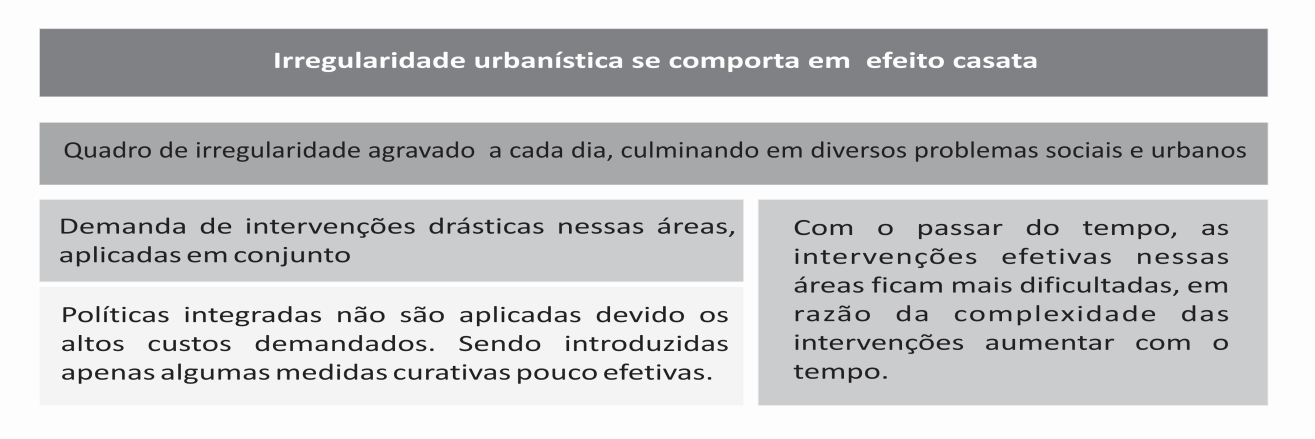 Irregularidade urbanística se comporta em efeito casata
Quadro de irregularidade agravado a cada dia, culminando em diversos problemas sociais e urbanos
Demanda de intervenções drásticas nessas áreas,
aplicadas em conjunto
Políticas integradas não são aplicadas devido os
altos custos demandados. Sendo introduzidas
apenas algumas medidas curativas pouco efetivas.
Com o passar do tempo, as
intervenções efetivas nessas
áreas ficam mais dificultadas, em
razão da complexidade das
intervenções aumentar com o
tempo.